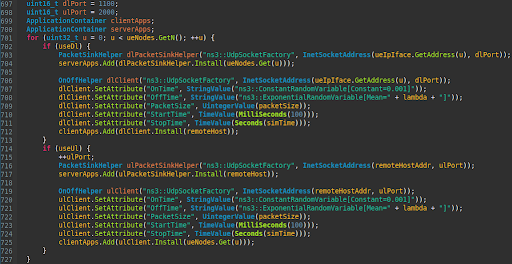 697 uint16_t dlPort = 1100;
698 uint16_t ulPort = 2000;
699 ApplicationContainer clientApps;
700 ApplicationContainer serverApps;
701 for (uint32_t u = 0; u < ueNodes.GetN(); ++u) {
702 if (useDl) {
703 PacketSinkHelper dlPacketSinkHelper("ns3::UdpSocketFactory", InetSocketAddress(ueIpIface.GetAddress(u), dlPort));
704 serverApps.Add(dlPacketSinkHelper.Install(ueNodes.Get(u)));
705
706 OnOffHelper dlClient("ns3::UdpSocketFactory", InetSocketAddress(ueIpIface.GetAddress(u), dlPort));
707 dlClient.SetAttribute("OnTime", StringValue("ns3::ConstantRandomVariable[Constant=0.001]"));
708 dlClient.SetAttribute("OffTime", StringValue("ns3::ExponentialRandomVariable[Mean=" + lambda + "]"));
709 dlClient.SetAttribute("PacketSize", UintegerValue(packetSize));
710 dlClient.SetAttribute("StartTime", TimeValue(MilliSeconds(100)));
711 dlClient.SetAttribute("StopTime", TimeValue(Seconds(simTime)));
712 clientApps.Add(dlClient.Install(remoteHost));
713 }
714 if (useUl) {
715 ++ulPort;
716 PacketSinkHelper ulPacketSinkHelper("ns3::UdpSocketFactory", InetSocketAddress(remoteHostAddr, ulPort));
717 serverApps.Add(ulPacketSinkHelper.Install(remoteHost));
718
719 OnOffHelper ulClient("ns3::UdpSocketFactory", InetSocketAddress(remoteHostAddr, ulPort));
720 ulClient.SetAttribute("OnTime", StringValue("ns3::ConstantRandomVariable[Constant=0.001]"));
721 ulClient.SetAttribute("OffTime", StringValue("ns3::ExponentialRandomVariable[Mean=" + lambda + "]"));
722 ulClient.SetAttribute("PacketSize", UintegerValue(packetSize));
723 ulClient.SetAttribute("StartTime", TimeValue(MilliSeconds(100)));
724 ulClient.SetAttribute("StopTime", TimeValue(Seconds(simTime)));
725 clientApps.Add(ulClient.Install(ueNodes.Get(u)));
726 }
727 }